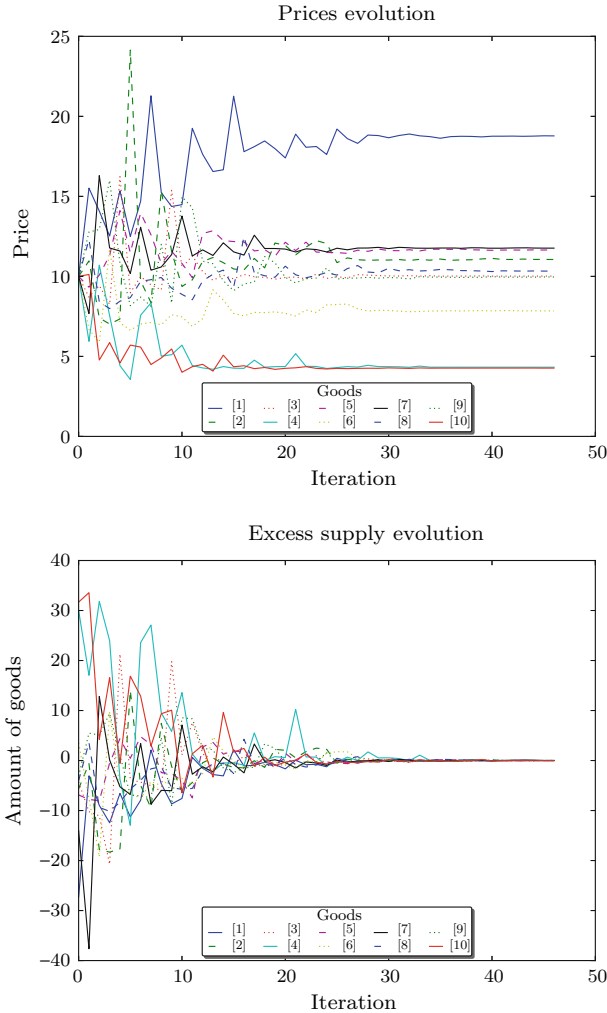 Prices evolution
25
20
15
10
5
0
Price
Goods
[1] [3] [5] [7] [9]
[2] [4] [6] [8] [10]
0 10 20 30 40 50
Iteration
Excess supply evolution
40
30
20
10
0
−10
−20
−30
−40
Amount of goods
Goods
[1] [3] [5] [7] [9]
[2] [4] [6] [8] [10]
0 10 20 30 40 50
Iteration